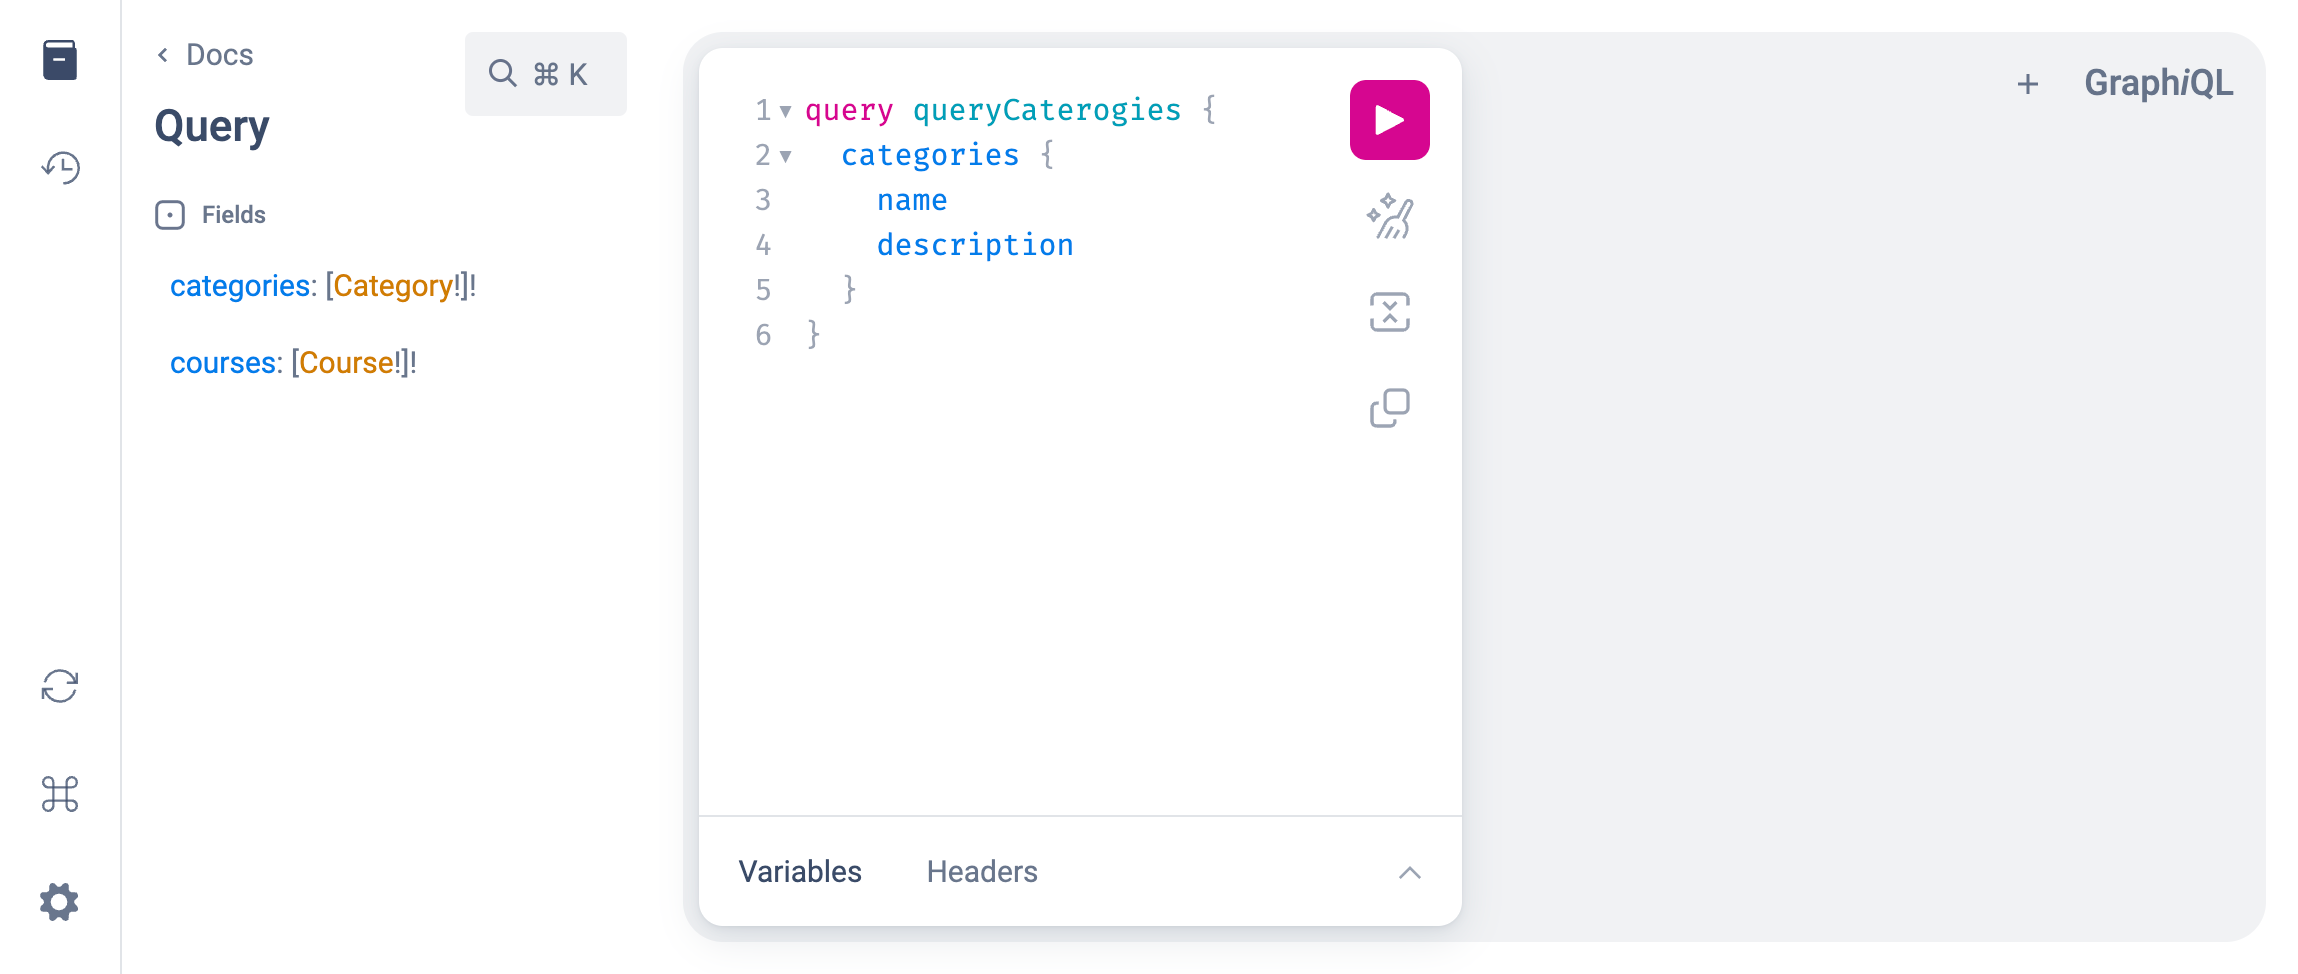 Docs
⌘ K
Query
Fields
categories: [Category!]!
courses: [Course!]!
1 query queryCaterogies {
2 categories {
3 name
4 description
5 }
6 }
Variables Headers
+ GraphiQL